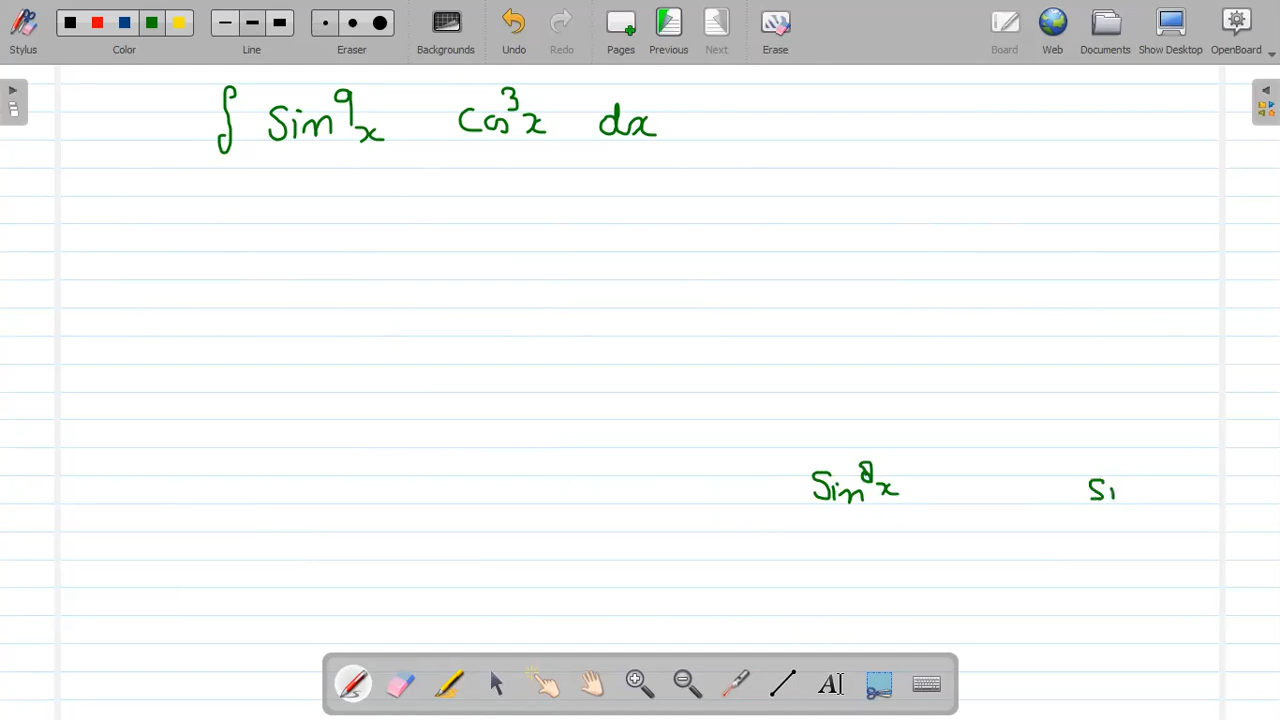 Stylus Color Line Eraser Backgrounds Undo Redo Pages Previous Next Erase Board Web Documents Show Desktop OpenBoard
∫ Sin⁹x cos³x dx
Sin⁸x si